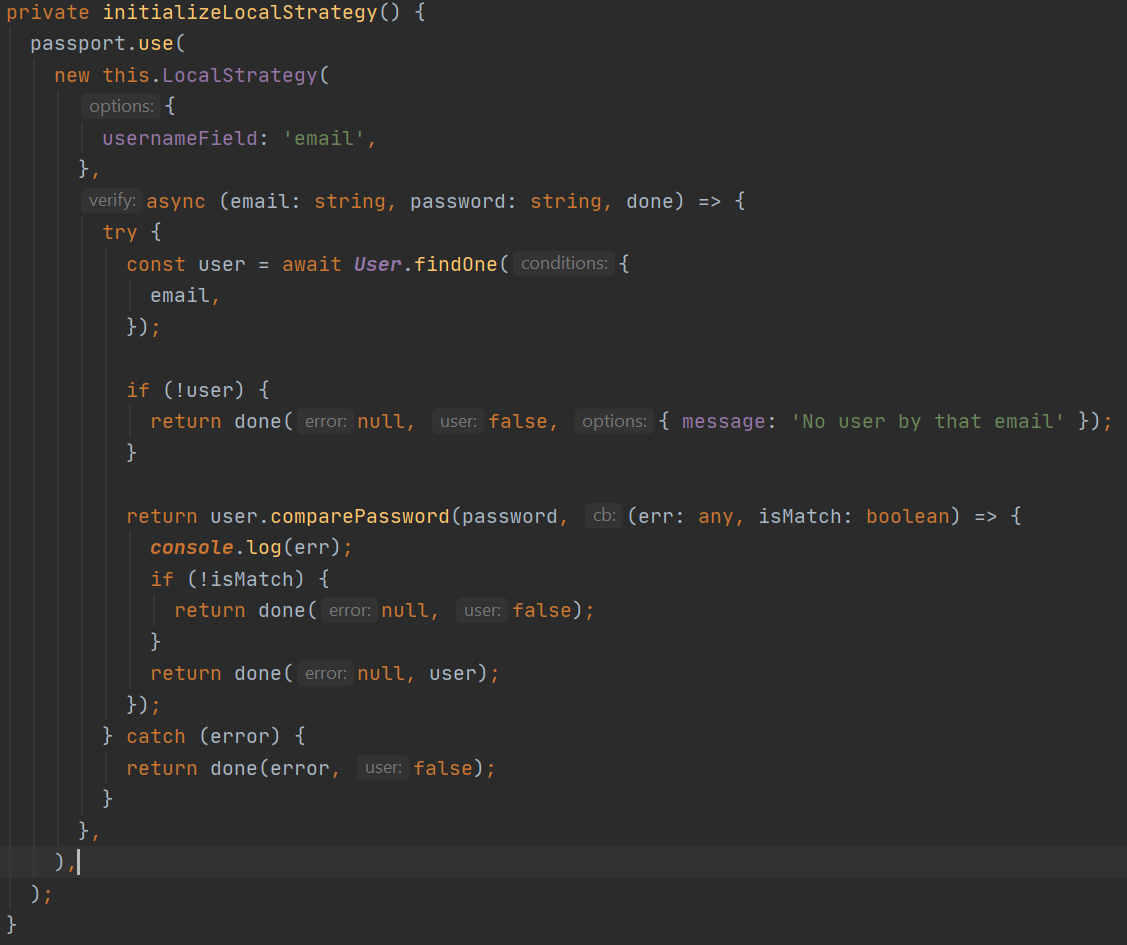 private initializeLocalStrategy() {
  passport.use(
    new this.LocalStrategy(
      options: {
        usernameField: 'email',
      },
      verify: async (email: string, password: string, done) => {
        try {
          const user = await User.findOne( conditions: {
            email,
          });

          if (!user) {
            return done( error: null,  user: false,  options: { message: 'No user by that email' });
          }

          return user.comparePassword(password,  cb: (err: any, isMatch: boolean) => {
            console.log(err);
            if (!isMatch) {
              return done( error: null,  user: false);
            }
            return done( error: null, user);
          });
        } catch (error) {
          return done(error,  user: false);
        }
      },
    ),
  );
}